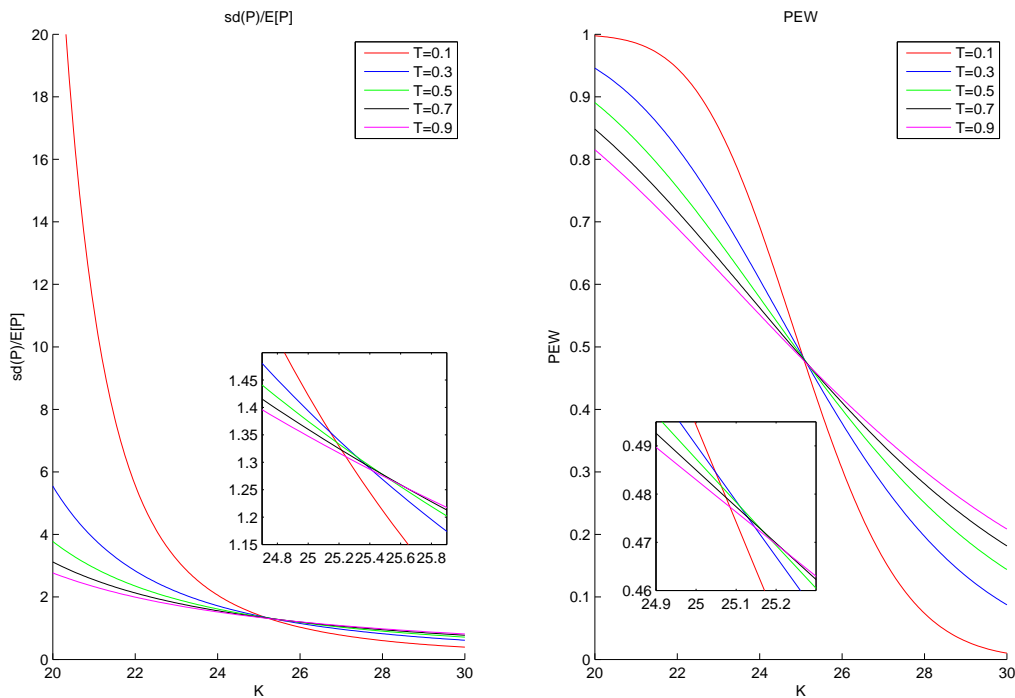 sd(P)/E[P]
20
18
16
14
12
10
8
6
4
2
0
sd(P)/E[P]
20 22 24 26 28 30
K
T=0.1
T=0.3
T=0.5
T=0.7
T=0.9
1.45
1.4
1.35
1.3
1.25
1.2
1.15
24.8 25 25.2 25.4 25.6 25.8
PEW
1
0.9
0.8
0.7
0.6
0.5
0.4
0.3
0.2
0.1
0
PEW
20 22 24 26 28 30
K
T=0.1
T=0.3
T=0.5
T=0.7
T=0.9
0.49
0.48
0.47
0.46
24.9 25 25.1 25.2